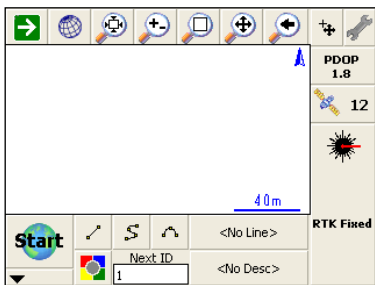 PDOP
1.8
12
40m
RTK Fixed
Start
<No Line>
Next ID
1
<No Desc>